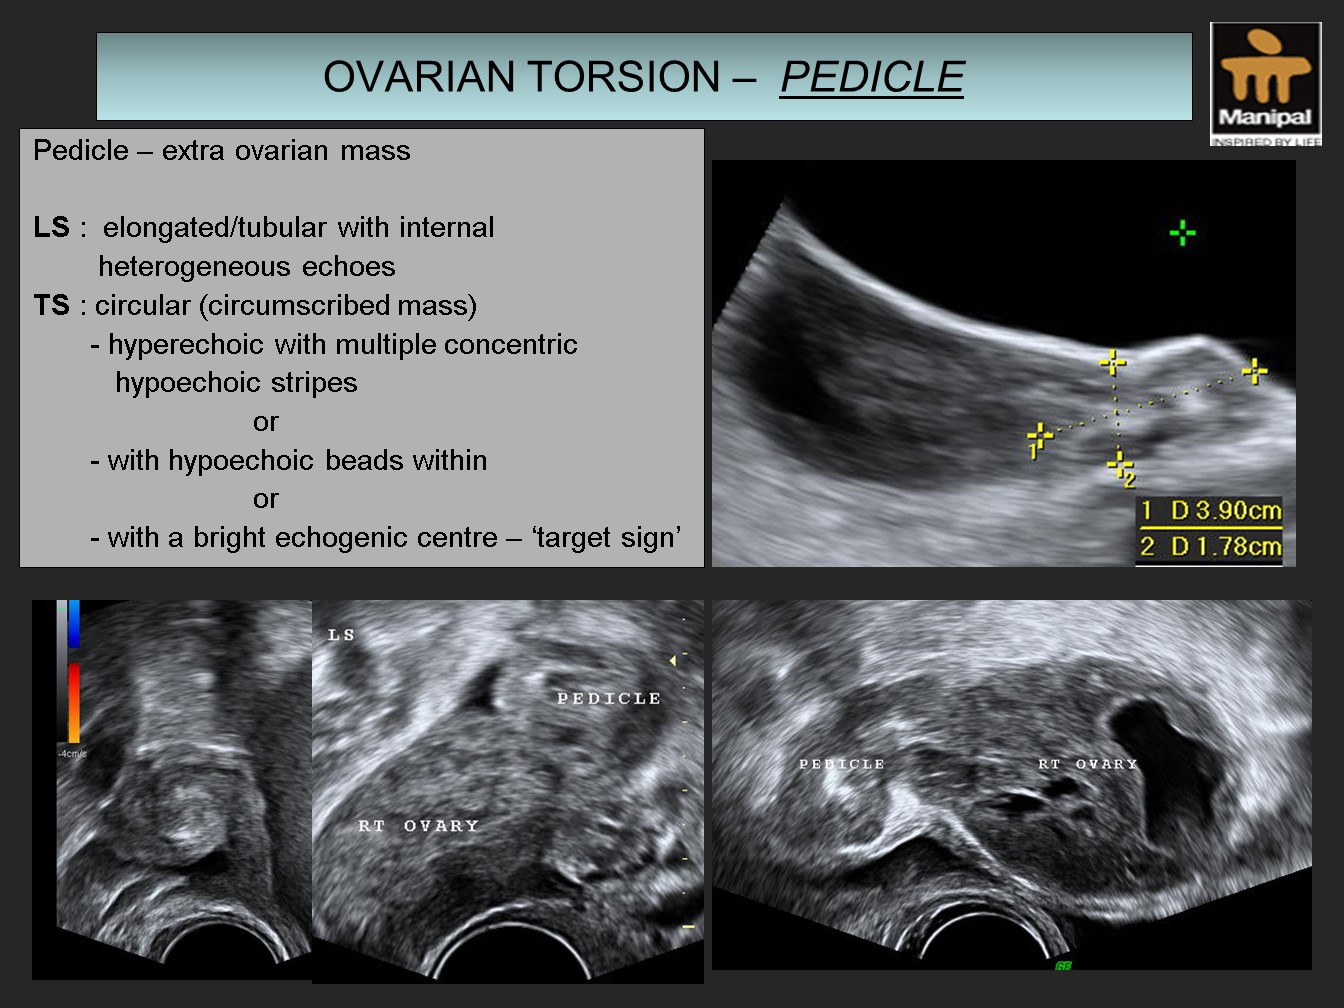 OVARIAN TORSION – PEDICLE
Manipal
INSPIRED BY LIFE
Pedicle – extra ovarian mass
LS : elongated/tubular with internal
heterogeneous echoes
TS : circular (circumscribed mass)
- hyperechoic with multiple concentric
hypoechoic stripes
or
- with hypoechoic beads within
or
- with a bright echogenic centre – ‘target sign’
1
2
1 D 3.90cm
2 D 1.78cm
-4cm/s
LS
PEDICLE
RT OVARY
PEDICLE
RT OVARY
GE